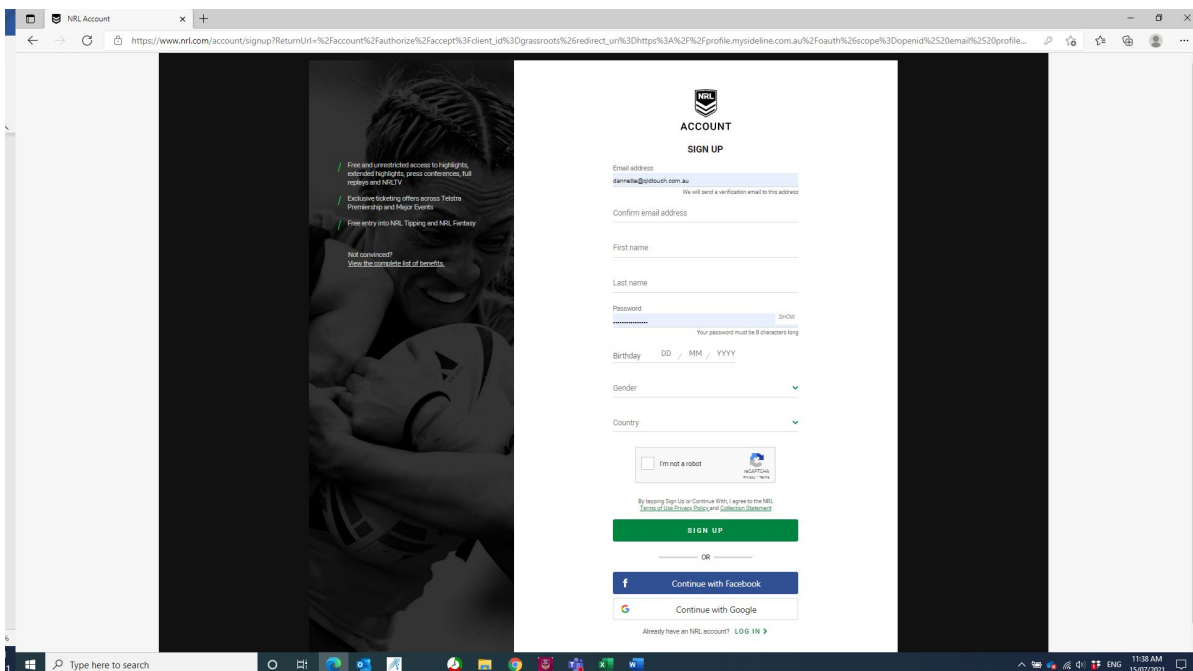 NRL Account
https://www.nrl.com/account/signup?ReturnUrl=%2Faccount%2Fauthorize%2Faccept%3Fclient_id%3Dgrassroots%26redirect_uri%3Dhttps%3A%2F%2Fprofile.mysideline.com.au%2Foauth%26scope%3Dopenid%2520email%2520profile...
NRL
ACCOUNT
SIGN UP
Free and unrestricted access to highlights,
extended highlights, press conferences, full
replays and NRLTV
Exclusive ticketing offers across Telstra
Premiership and Major Events
Free entry into NRL Tipping and NRL Fantasy
Not convinced?
View the complete list of benefits.
Email address
dannette@qldtouch.com.au
We will send a verification email to this address
Confirm email address
First name
Last name
Password
SHOW
Your password must be 8 characters long
Birthday DD / MM / YYYY
Gender
Country
I'm not a robot
reCAPTCHA
Privacy - Terms
By tapping Sign Up or Continue With, I agree to the NRL
Terms of Use Privacy Policy and Collection Statement
SIGN UP
OR
Continue with Facebook
Continue with Google
Already have an NRL account? LOG IN
Type here to search
ENG
11:38 AM
15/07/2021